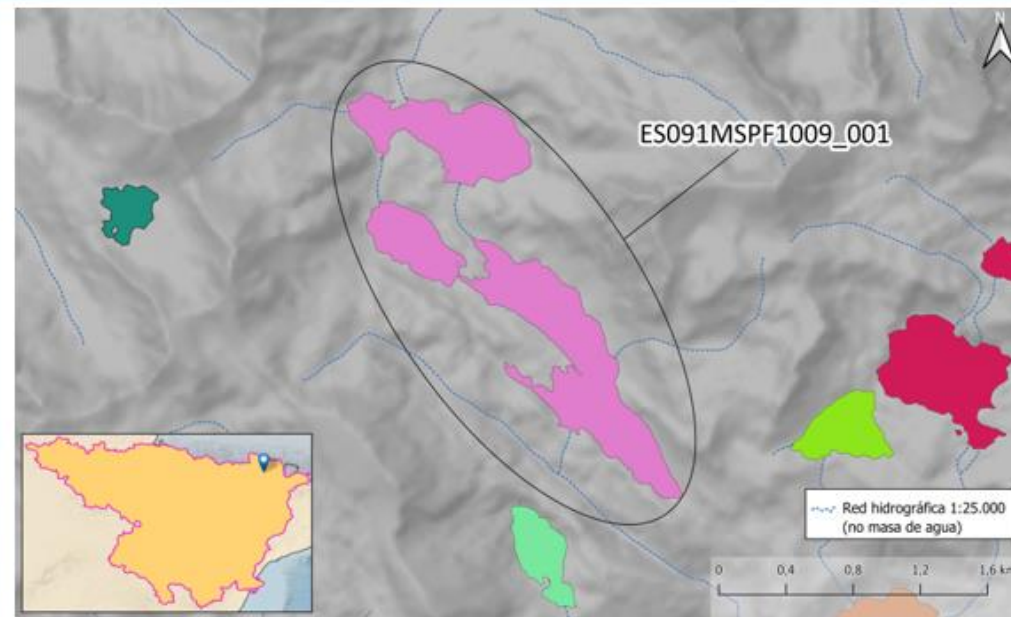 N
ES091MSPF1009_001
Red hidrográfica 1:25.000
(no masa de agua)
0 0,4 0,8 1,2 1,6 km